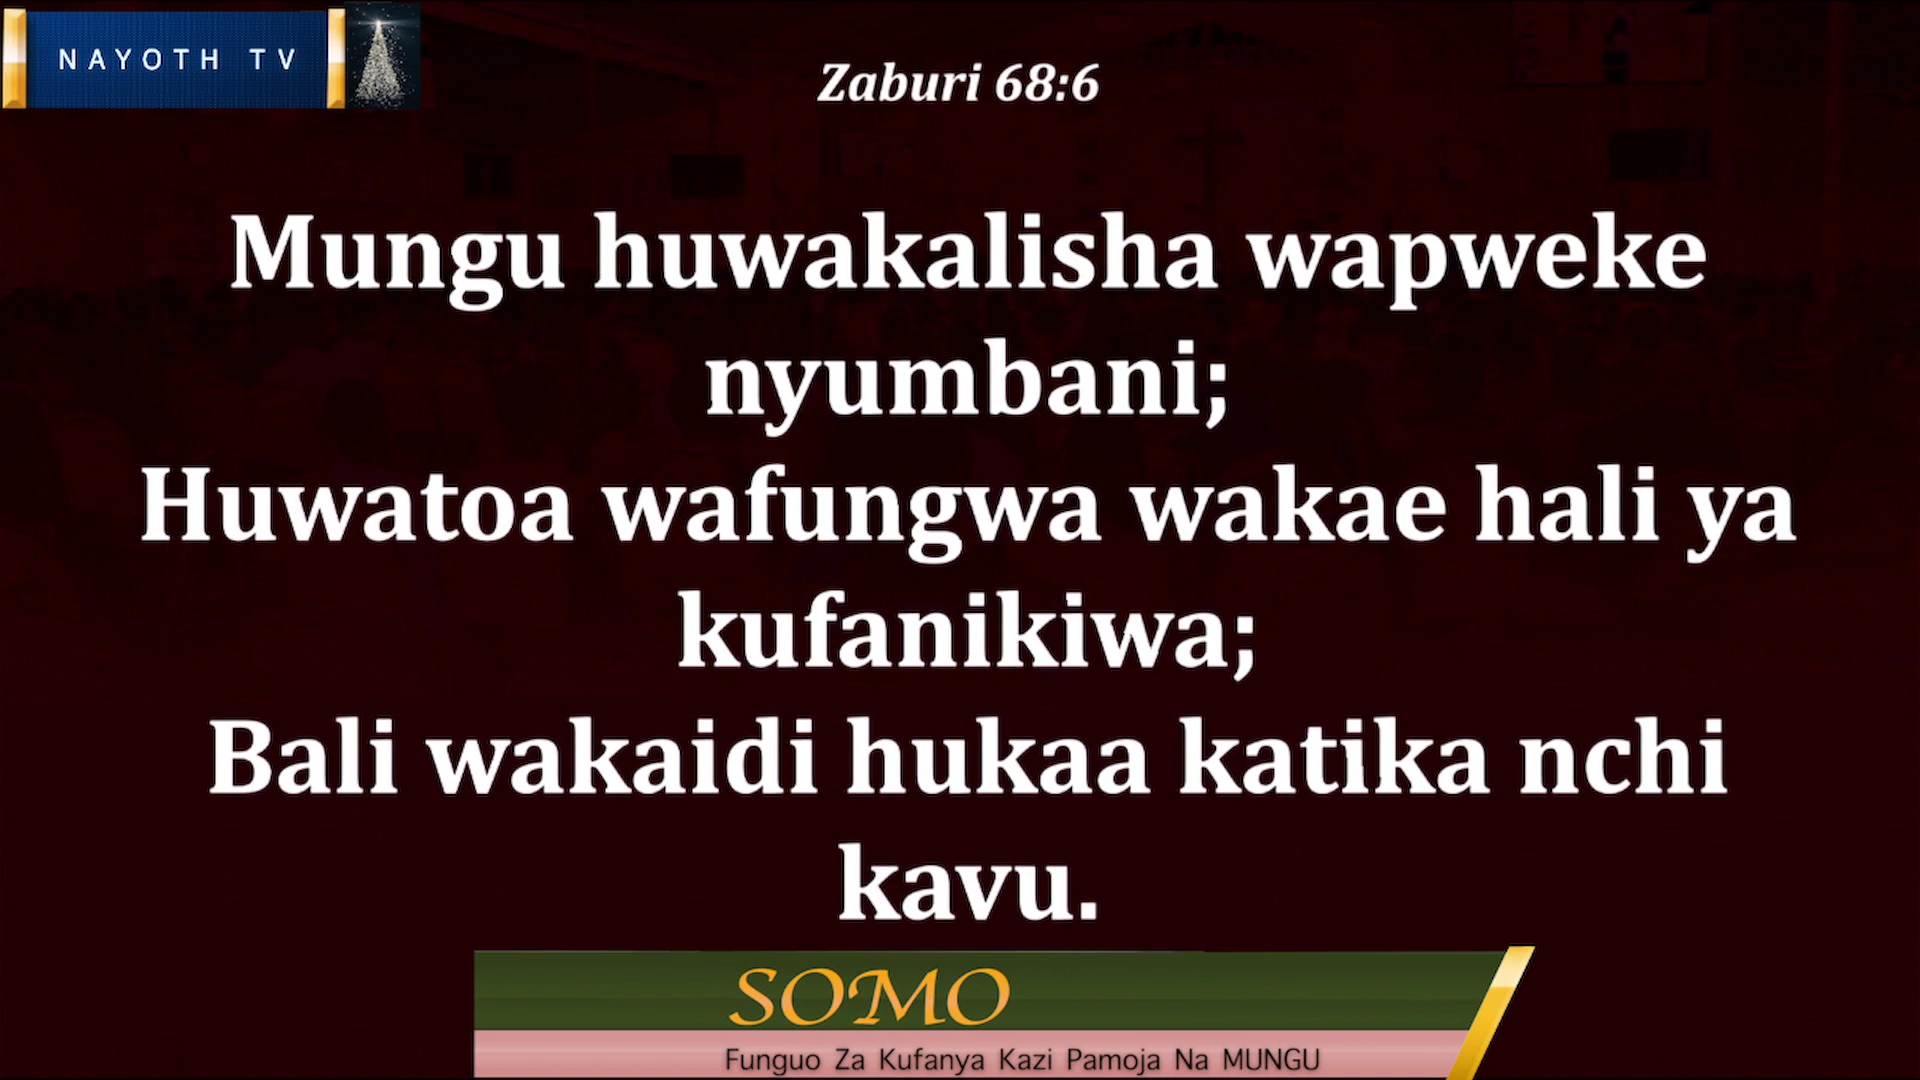 NAYOTH TV
Zaburi 68:6
Mungu huwakalisha wapweke
nyumbani;
Huwatoa wafungwa wakae hali ya
kufanikiwa;
Bali wakaidi hukaa katika nchi
kavu.
SOMO
Funguo Za Kufanya Kazi Pamoja Na MUNGU